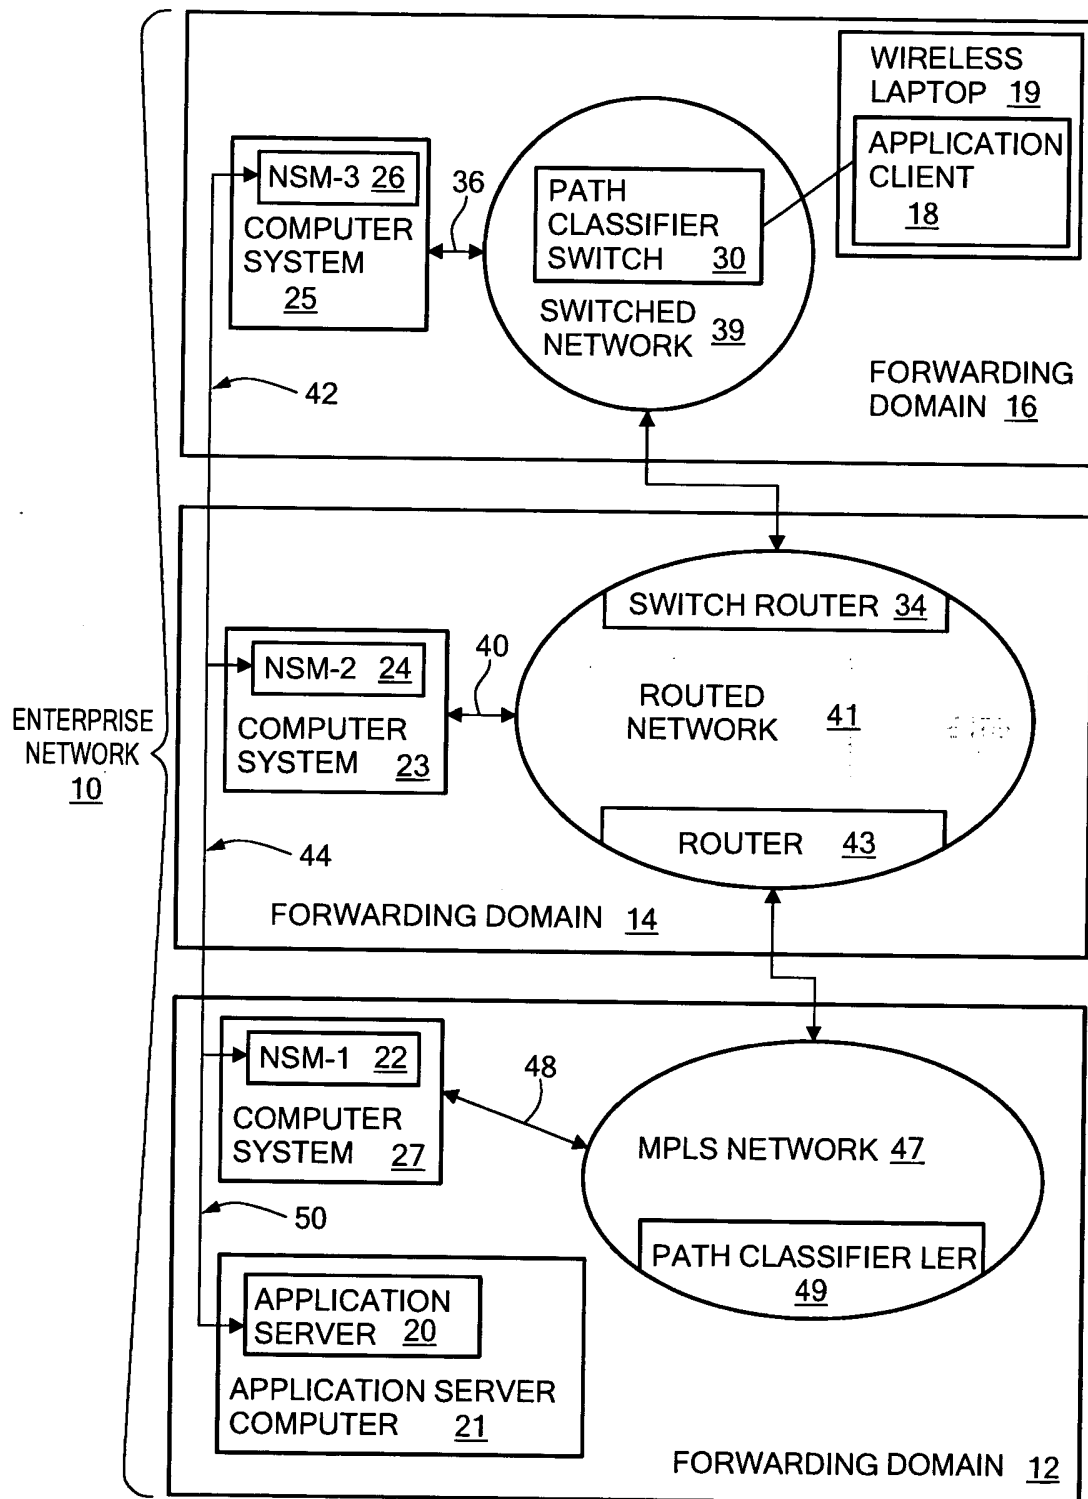 WIRELESS
LAPTOP 19
APPLICATION
CLIENT
18
NSM-3 26
COMPUTER
SYSTEM
25
36
PATH
CLASSIFIER
SWITCH 30
SWITCHED
NETWORK 39
42
FORWARDING
DOMAIN 16
SWITCH ROUTER 34
NSM-2 24
COMPUTER
SYSTEM 23
40
ROUTED
NETWORK 41
ENTERPRISE
NETWORK
10
44
ROUTER 43
FORWARDING DOMAIN 14
NSM-1 22
COMPUTER
SYSTEM 27
48
MPLS NETWORK 47
50
PATH CLASSIFIER LER
49
APPLICATION
SERVER 20
APPLICATION SERVER
COMPUTER 21
FORWARDING DOMAIN 12